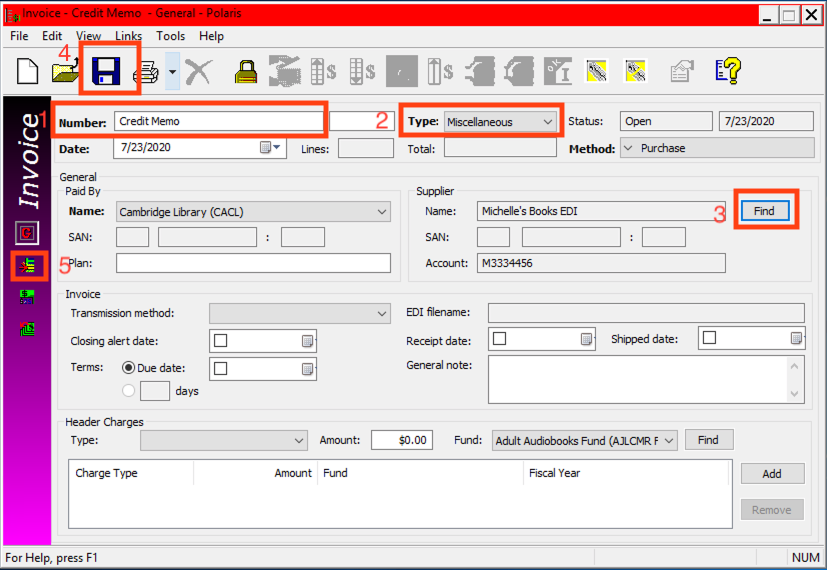 Invoice - Credit Memo - General - Polaris
File Edit View Links Tools Help
4
1 Number: Credit Memo 2 Type: Miscellaneous Status: Open 7/23/2020
Date: 7/23/2020 Lines: Total: Method: Purchase
Invoice
General
Paid By Supplier
Name: Cambridge Library (CACL) Name: Michelle's Books EDI 3 Find
SAN: : SAN: :
5 Plan: Account: M3334456
Invoice
Transmission method: EDI filename:
Closing alert date: Receipt date: Shipped date:
Terms: Due date: General note:
days
Header Charges
Type: Amount: $0.00 Fund: Adult Audiobooks Fund (AJLCMR F Find
Charge Type Amount Fund Fiscal Year Add
Remove
For Help, press F1 NUM